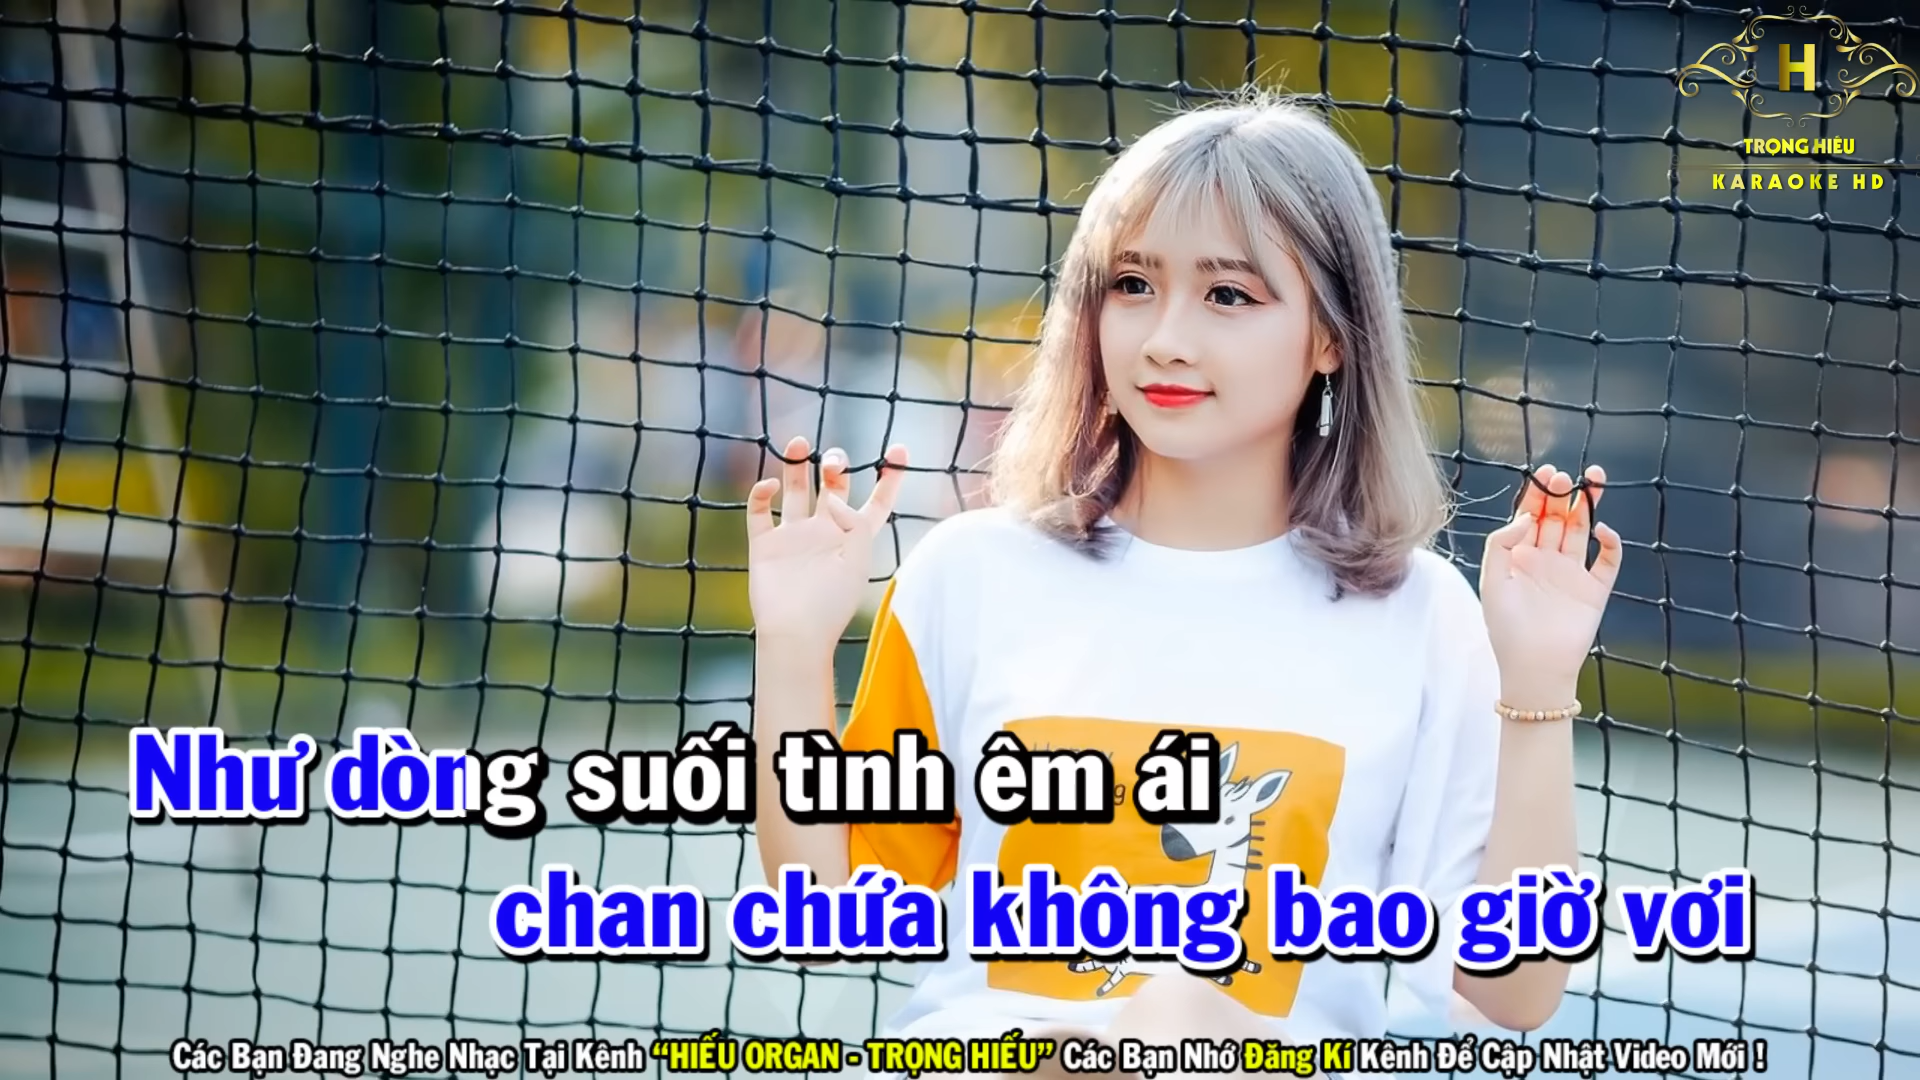 H
TRỌNG HIẾU
KARAOKE HD
Như dòng suối tình êm ái
chan chứa không bao giờ vơi
Các Bạn Đang Nghe Nhạc Tại Kênh “HIẾU ORGAN - TRỌNG HIẾU” Các Bạn Nhớ Đăng Kí Kênh Để Cập Nhật Video Mới !